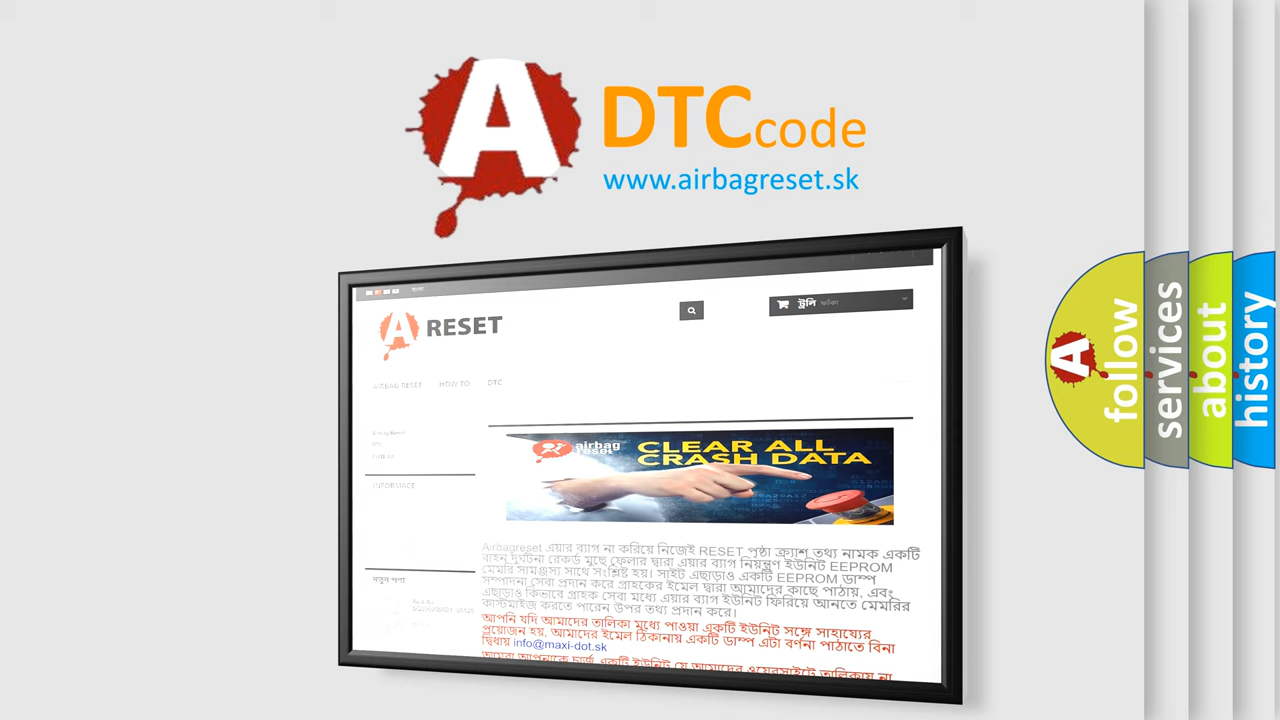 A DTCcode
www.airbagreset.sk
বাংলা
A RESET
ট্রলি ফাঁকা
AIRBAG RESET HOW TO DTC
airbag reset CLEAR ALL
CRASH DATA
INFORMACE
Airbagreset এয়ার ব্যাগ না করিয়ে নিজেই RESET পৃষ্ঠা ক্র্যাশ তথ্য নামক একটি
বাহন দুর্ঘটনা রেকর্ড মুছে ফেলার দ্বারা এয়ার ব্যাগ নিয়ন্ত্রণ ইউনিট EEPROM
মেমরি সামঞ্জস্য সাথে সংশ্লিষ্ট হয়। সাইট এছাড়াও একটি EEPROM ডাম্প
সম্পাদনা সেবা প্রদান করে গ্রাহকের ইমেল দ্বারা আমাদের কাছে পাঠায়, এবং
এছাড়াও কিভাবে গ্রাহক সেবা মধ্যে এয়ার ব্যাগ ইউনিট ফিরিয়ে আনতে মেমরির
কাস্টমাইজ করতে পারেন উপর তথ্য প্রদান করে।
নতুন পণ্য
আপনি যদি আমাদের তালিকা মধ্যে পাওয়া একটি ইউনিট সঙ্গে সাহায্যের
প্রয়োজন হয়, আমাদের ইমেল ঠিকানায় একটি ডাম্প এটা বর্ণনা পাঠাতে বিনা
দ্বিধায় info@maxi-dot.sk
A follow
services
about
history